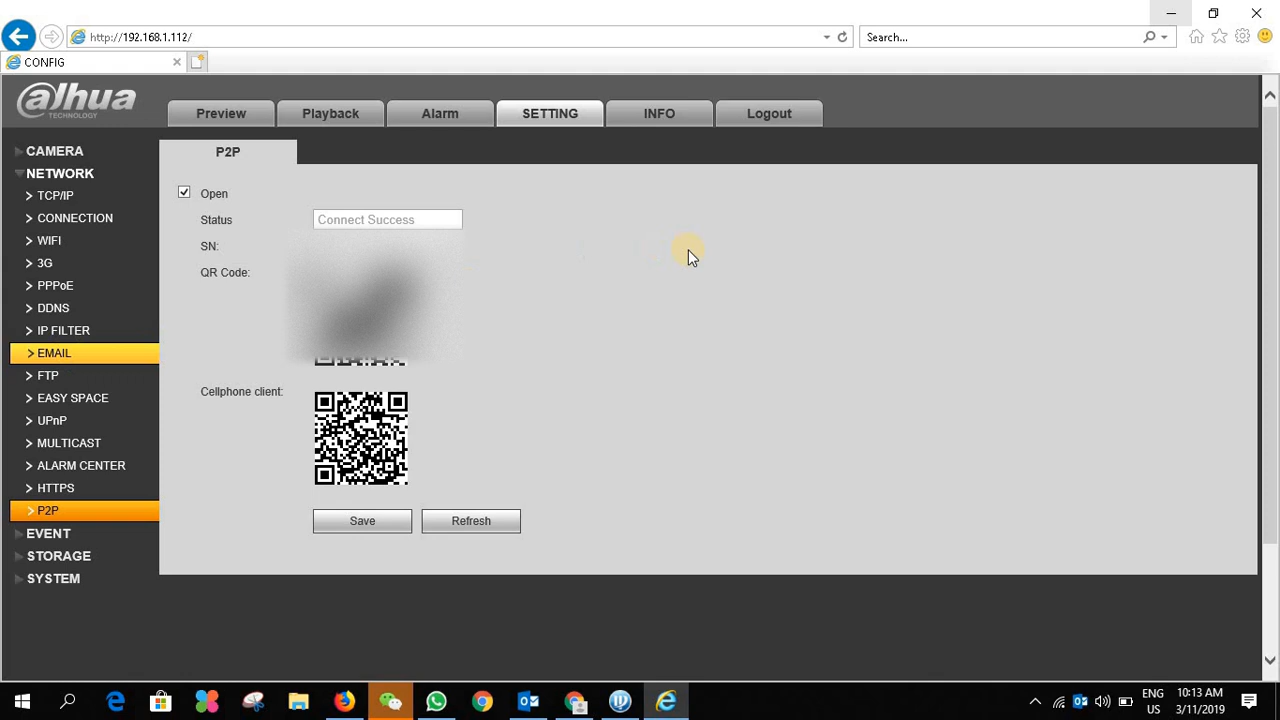 http://192.168.1.112/
Search...
CONFIG
alhua
TECHNOLOGY
Preview
Playback
Alarm
SETTING
INFO
Logout
CAMERA
NETWORK
TCP/IP
CONNECTION
WIFI
3G
PPPoE
DDNS
IP FILTER
EMAIL
FTP
EASY SPACE
UPnP
MULTICAST
ALARM CENTER
HTTPS
P2P
EVENT
STORAGE
SYSTEM
P2P
Open
Status
Connect Success
SN:
QR Code:
Cellphone client:
Save
Refresh
ENG
US
10:13 AM
3/11/2019